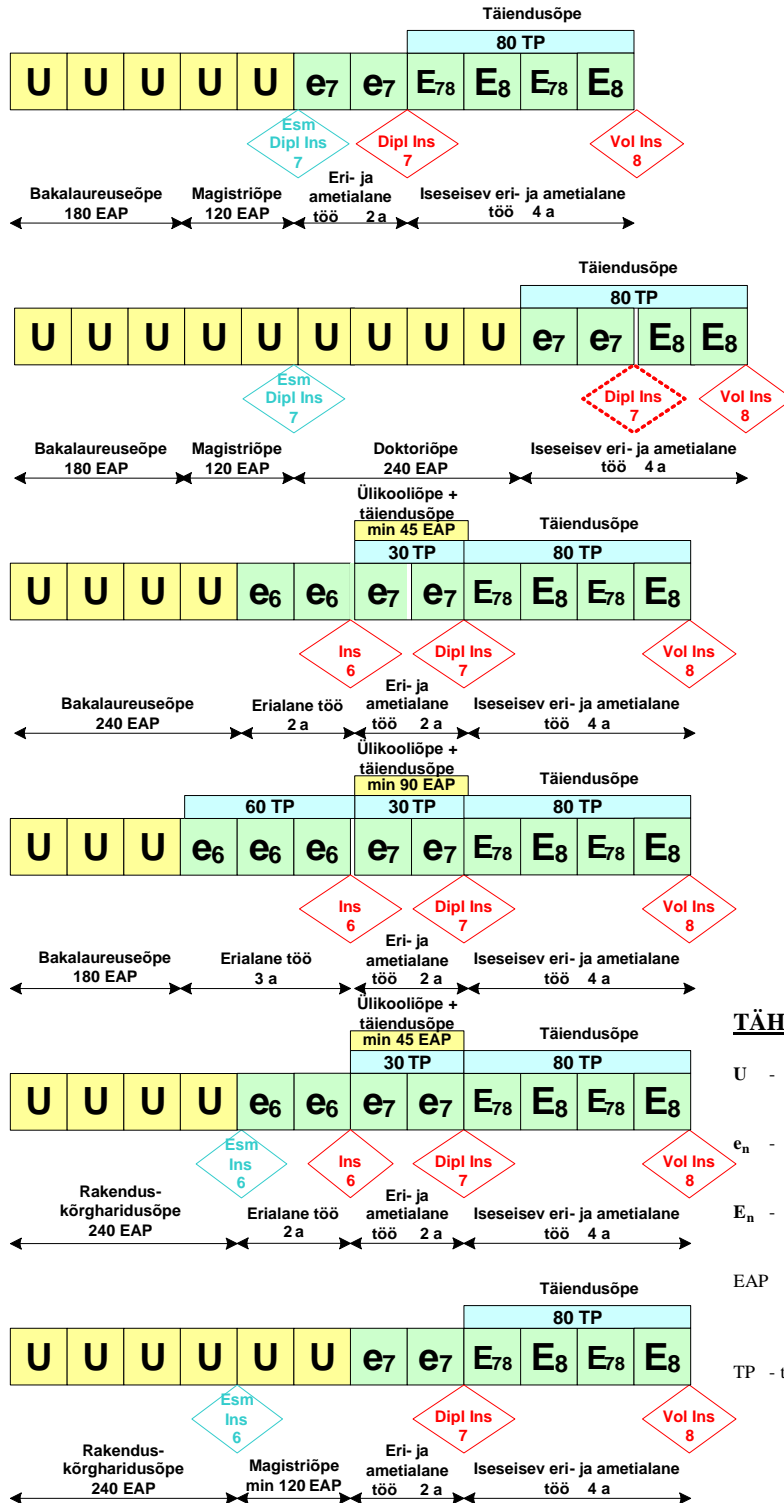 Täiendusõpe
80 TP
U U U U U e7 e7 E78 E8 E78 E8
Esm
Dipl Ins
7
Dipl Ins
7
Vol Ins
8
Bakalaureuseõpe
180 EAP
Magistriõpe
120 EAP
Eri- ja
ametialane
töö 2 a
Iseseisev eri- ja ametialane
töö 4 a
Täiendusõpe
80 TP
U U U U U U U U U e7 e7 E8 E8
Esm
Dipl Ins
7
Dipl Ins
7
Vol Ins
8
Bakalaureuseõpe
180 EAP
Magistriõpe
120 EAP
Doktoriõpe
240 EAP
Iseseisev eri- ja ametialane
töö 4 a
Ülikooliõpe +
täiendusõpe
min 45 EAP
30 TP
Täiendusõpe
80 TP
U U U U e6 e6 e7 e7 E78 E8 E78 E8
Ins
6
Dipl Ins
7
Vol Ins
8
Bakalaureuseõpe
240 EAP
Erialane töö
2 a
Eri- ja
ametialane
töö 2 a
Iseseisev eri- ja ametialane
töö 4 a
Ülikooliõpe +
täiendusõpe
min 90 EAP
60 TP
30 TP
Täiendusõpe
80 TP
U U U e6 e6 e6 e7 e7 E78 E8 E78 E8
Ins
6
Dipl Ins
7
Vol Ins
8
Bakalaureuseõpe
180 EAP
Erialane töö
3 a
Eri- ja
ametialane
töö 2 a
Iseseisev eri- ja ametialane
töö 4 a
Ülikooliõpe +
täiendusõpe
min 45 EAP
30 TP
Täiendusõpe
80 TP
U U U U e6 e6 e7 e7 E78 E8 E78 E8
Esm
Ins
6
Ins
6
Dipl Ins
7
Vol Ins
8
Rakendus-
kõrgharidusõpe
240 EAP
Erialane töö
2 a
Eri- ja
ametialane
töö 2 a
Iseseisev eri- ja ametialane
töö 4 a
Täiendusõpe
80 TP
U U U U U U e7 e7 E78 E8 E78 E8
Esm
Ins
6
Dipl Ins
7
Vol Ins
8
Rakendus-
kõrgharidusõpe
240 EAP
Magistriõpe
min 120 EAP
Eri- ja
ametialane
töö 2 a
Iseseisev eri- ja ametialane
töö 4 a
TÄH
U -
en -
En -
EAP
TP - t